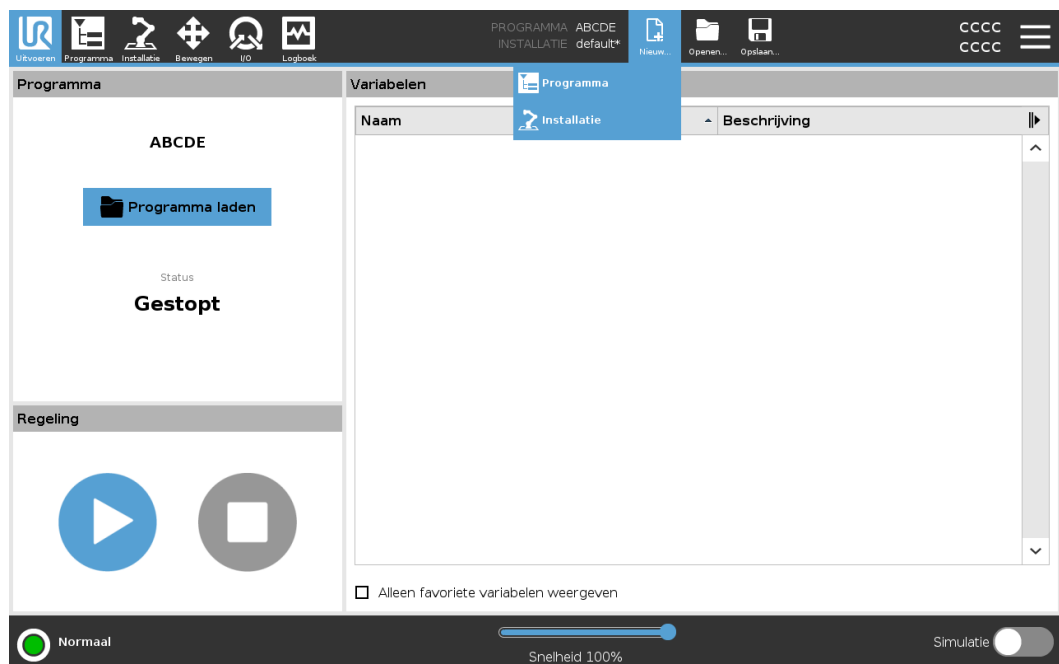 PROGRAMMA ABCDE
INSTALLATIE default*
CCCC
CCCC
Uitvoeren Programma Installatie Bewegen I/O Logboek
Nieuw... Openen... Opslaan...
Programma
Installatie
Programma
ABCDE
Programma laden
Status
Gestopt
Regeling
Variabelen
Naam Beschrijving
Alleen favoriete variabelen weergeven
Normaal
Snelheid 100%
Simulatie